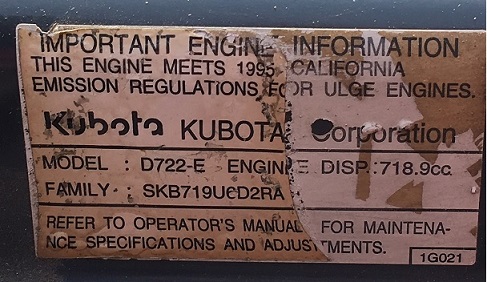 IMPORTANT ENGINE INFORMATION
THIS ENGINE MEETS 1995 CALIFORNIA
EMISSION REGULATIONS FOR ULGE ENGINES.
Kubota KUBOTA Corporation
MODEL : D722-E ENGINE DISP.:718.9cc
FAMILY : SKB719U6D2RA
REFER TO OPERATOR'S MANUAL FOR MAINTENA-
NCE SPECIFICATIONS AND ADJUSTMENTS.
1G021